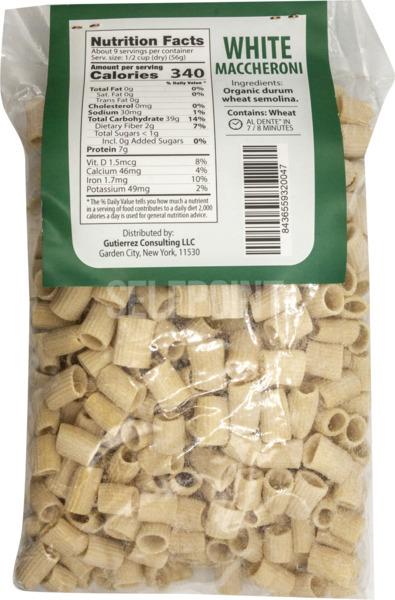 Nutrition Facts
About 9 servings per container
Serv. size: 1/2 cup (dry) (56g)
Amount per serving
Calories 340
% Daily Value *
Total Fat 0g 0%
Sat. Fat 0g 0%
Trans Fat 0g
Cholesterol 0mg 0%
Sodium 30mg 1%
Total Carbohydrate 39g 14%
Dietary Fiber 2g 7%
Total Sugars < 1g
Incl. 0g Added Sugars 0%
Protein 7g
Vit. D 1.5mcg 8%
Calcium 46mg 4%
Iron 1.7mg 10%
Potassium 49mg 2%
* The % Daily Value tells you how much a nutrient
in a serving of food contributes to a daily diet 2,000
calories a day is used for general nutrition advice.
Distributed by:
Gutierrez Consulting LLC
Garden City, New York, 11530
WHITE
MACCHERONI
Ingredients:
Organic durum
wheat semolina.
Contains: Wheat
AL DENTE* IN
7 / 8 MINUTES
8436559320047
SELFPOINT